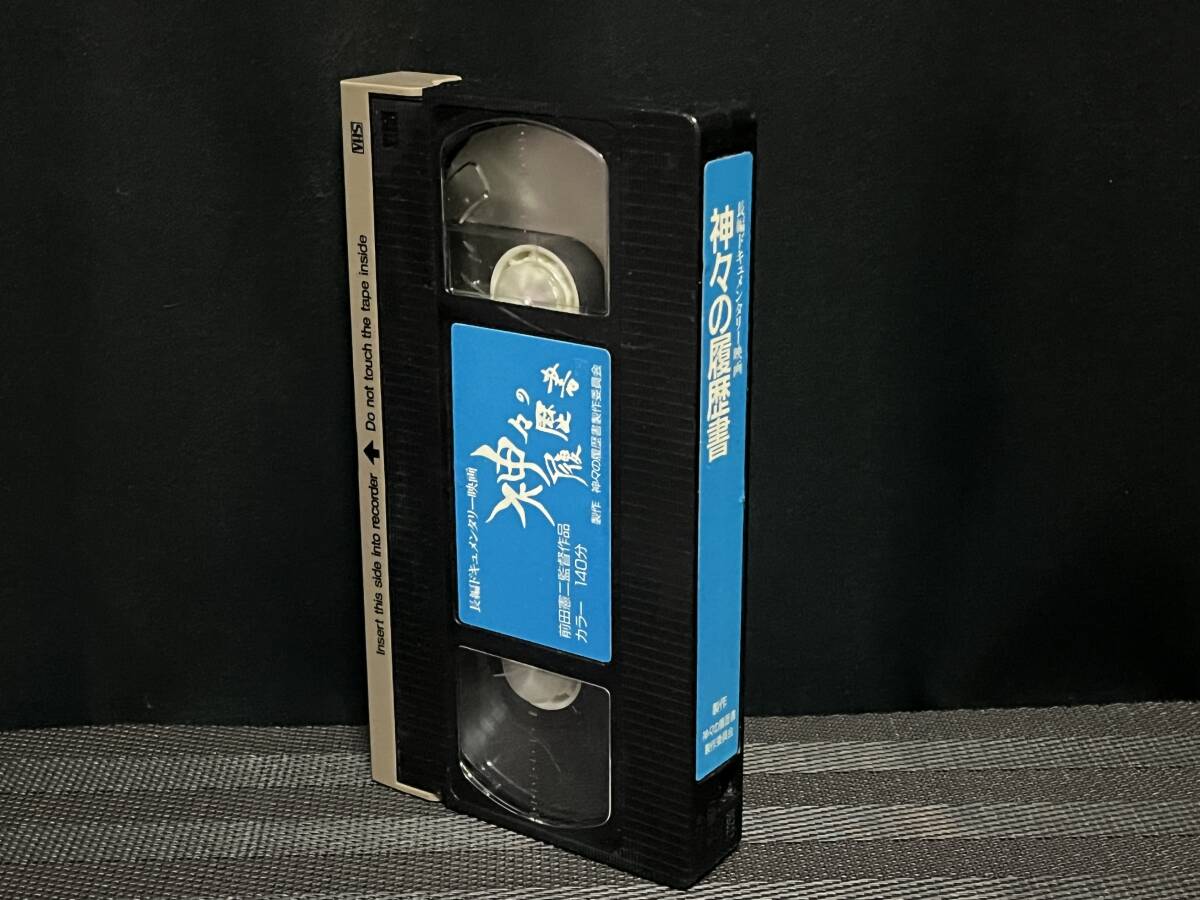 VHS
Insert this side into recorder ⬆ Do not touch the tape inside
長編ドキュメンタリー映画
神々の
履歴書
前田憲二監督作品
カラー 140分
製作 神々の履歴書製作委員会
長編ドキュメンタリー映画
神々の履歴書
製作
神々の履歴書
製作委員会